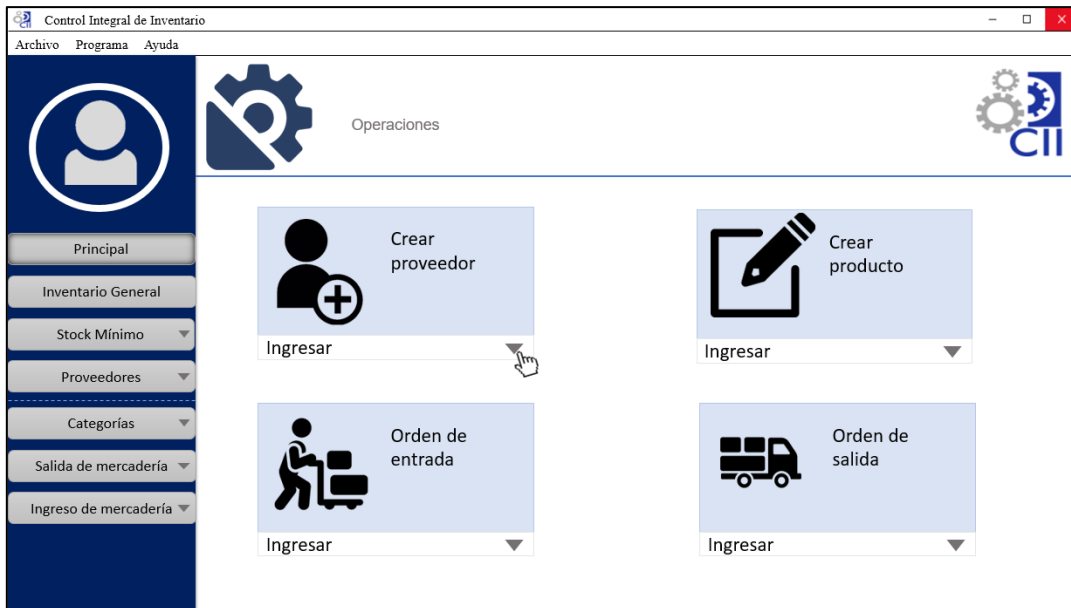 Control Integral de Inventario
Archivo Programa Ayuda
Operaciones
CII
Principal
Inventario General
Stock Mínimo
Proveedores
Categorías
Salida de mercadería
Ingreso de mercadería
Crear
proveedor
Ingresar
Crear
producto
Ingresar
Orden de
entrada
Ingresar
Orden de
salida
Ingresar